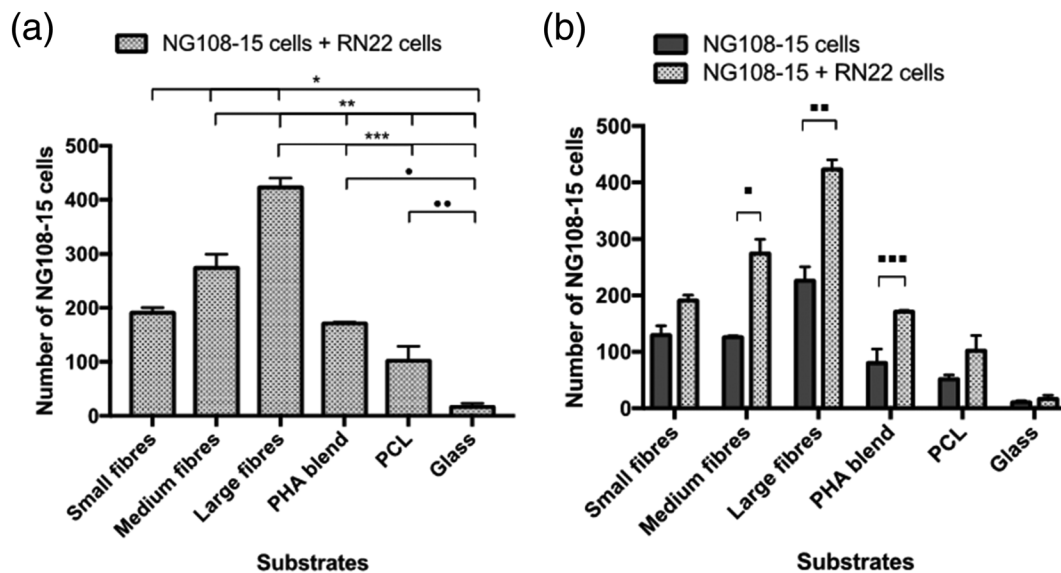 (a)
NG108-15 cells + RN22 cells
*
**
***
•
••
Number of NG108-15 cells
500
400
300
200
100
0
Small fibres
Medium fibres
Large fibres
PHA blend
PCL
Glass
Substrates
(b)
NG108-15 cells
NG108-15 + RN22 cells
■
■■
■■■
Number of NG108-15 cells
500
400
300
200
100
0
Small fibres
Medium fibres
Large fibres
PHA blend
PCL
Glass
Substrates